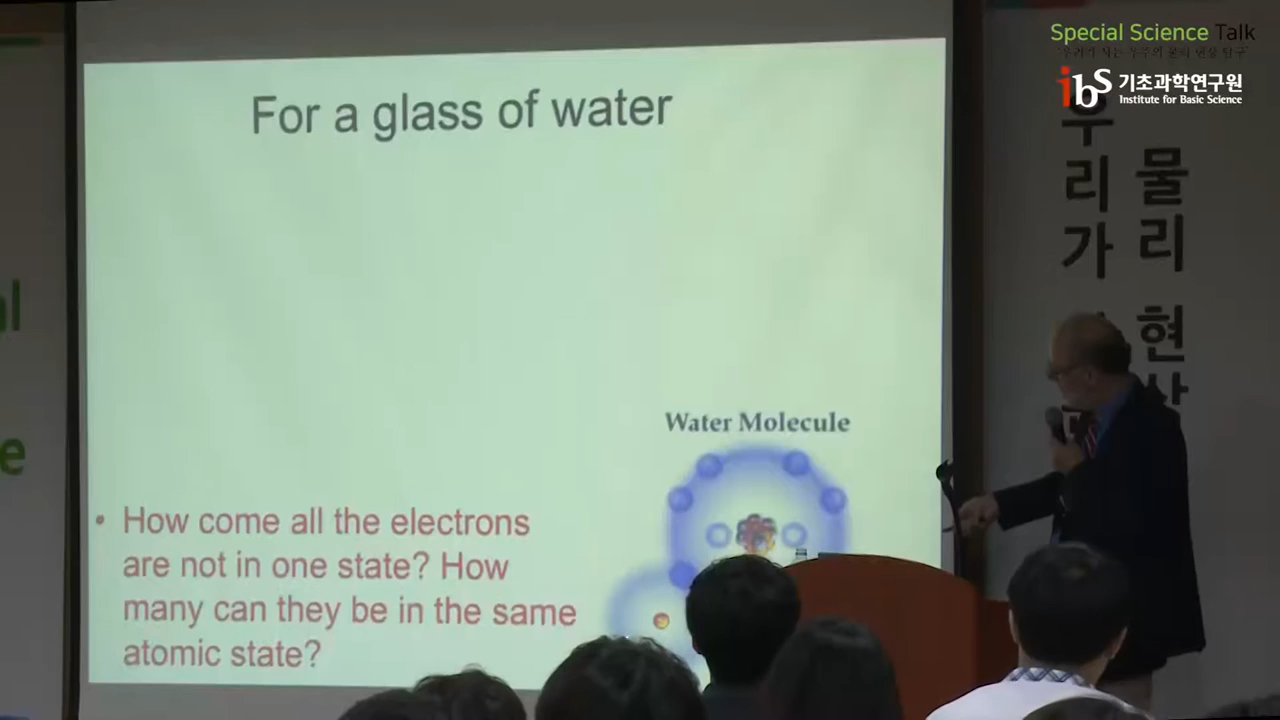 Special Science Talk
ibs 기초과학연구원
Institute for Basic Science
For a glass of water
Water Molecule
• How come all the electrons
are not in one state? How
many can they be in the same
atomic state?
우리가
물리 현상